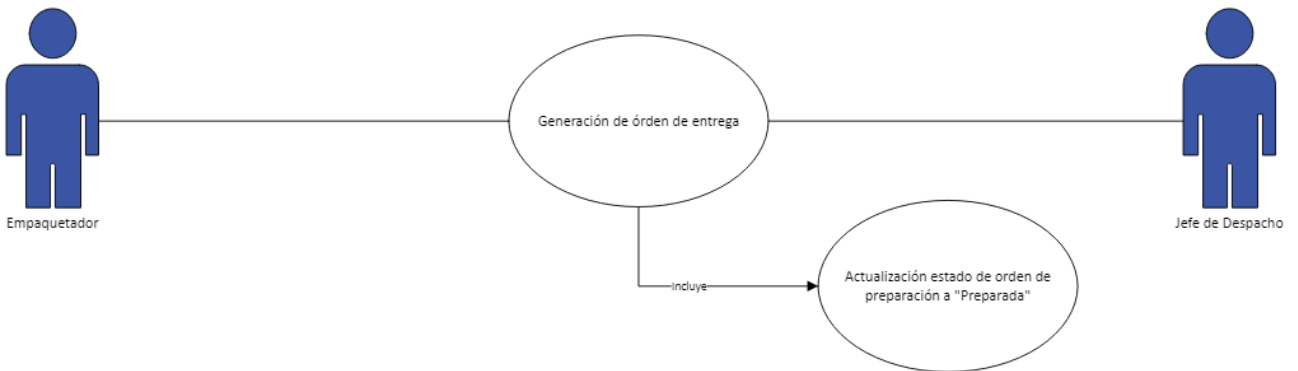 Generación de órden de entrega
Empaquetador
Jefe de Despacho
Incluye
Actualización estado de orden de
preparación a "Preparada"